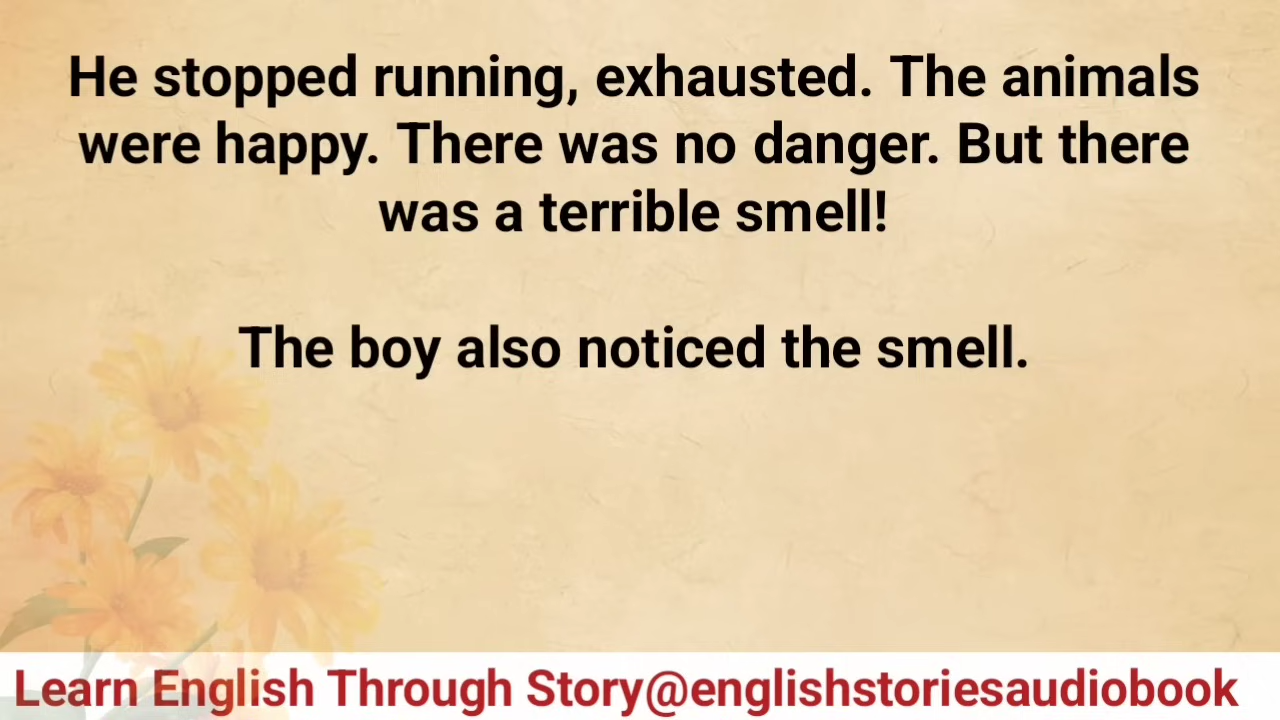 He stopped running, exhausted. The animals
were happy. There was no danger. But there
was a terrible smell!
The boy also noticed the smell.
Learn English Through Story@englishstoriesaudiobook